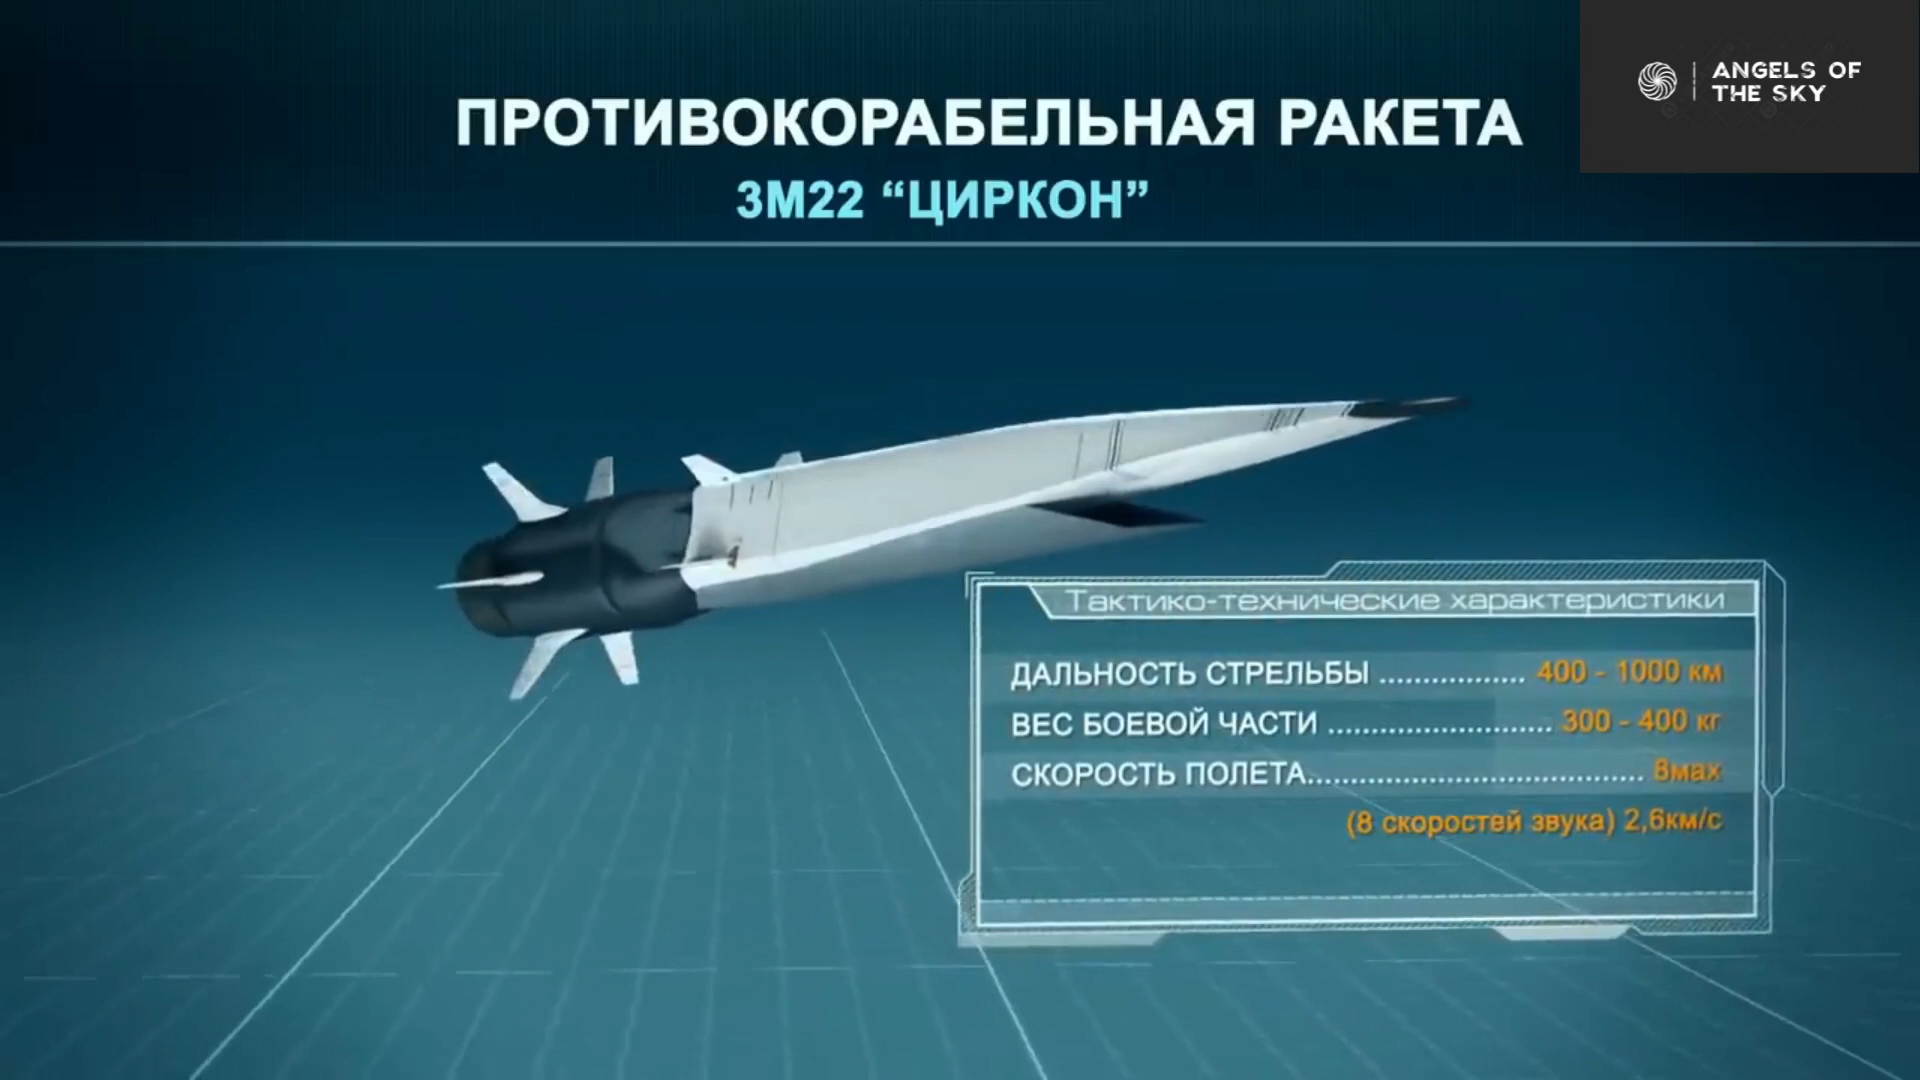 ANGELS OF
THE SKY
ПРОТИВОКОРАБЕЛЬНАЯ РАКЕТА
3М22 “ЦИРКОН”
Тактико-технические характеристики
ДАЛЬНОСТЬ СТРЕЛЬБЫ ................. 400 - 1000 км
ВЕС БОЕВОЙ ЧАСТИ .......................... 300 - 400 кг
СКОРОСТЬ ПОЛЕТА....................................... 8мах
(8 скоростей звука) 2,6км/с